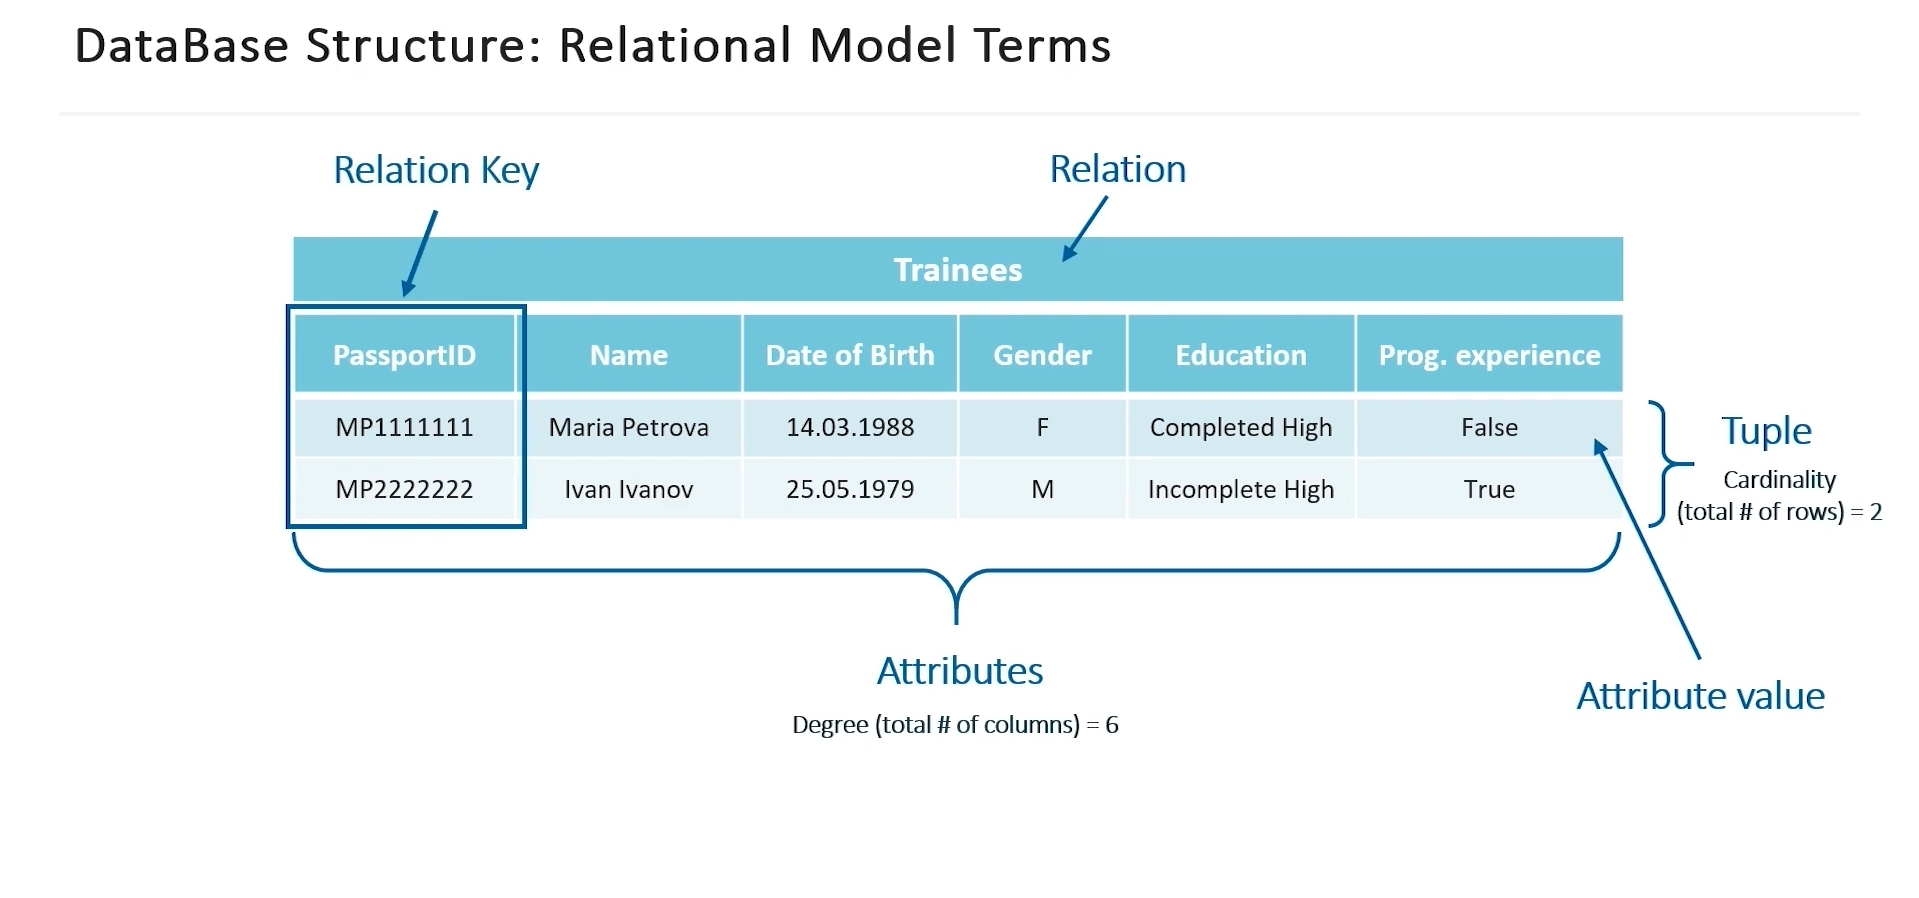 DataBase Structure: Relational Model Terms
Relation Key
Relation
Trainees
PassportID Name Date of Birth Gender Education Prog. experience
MP1111111 Maria Petrova 14.03.1988 F Completed High False
MP2222222 Ivan Ivanov 25.05.1979 M Incomplete High True
Tuple
Cardinality
(total # of rows) = 2
Attributes
Degree (total # of columns) = 6
Attribute value